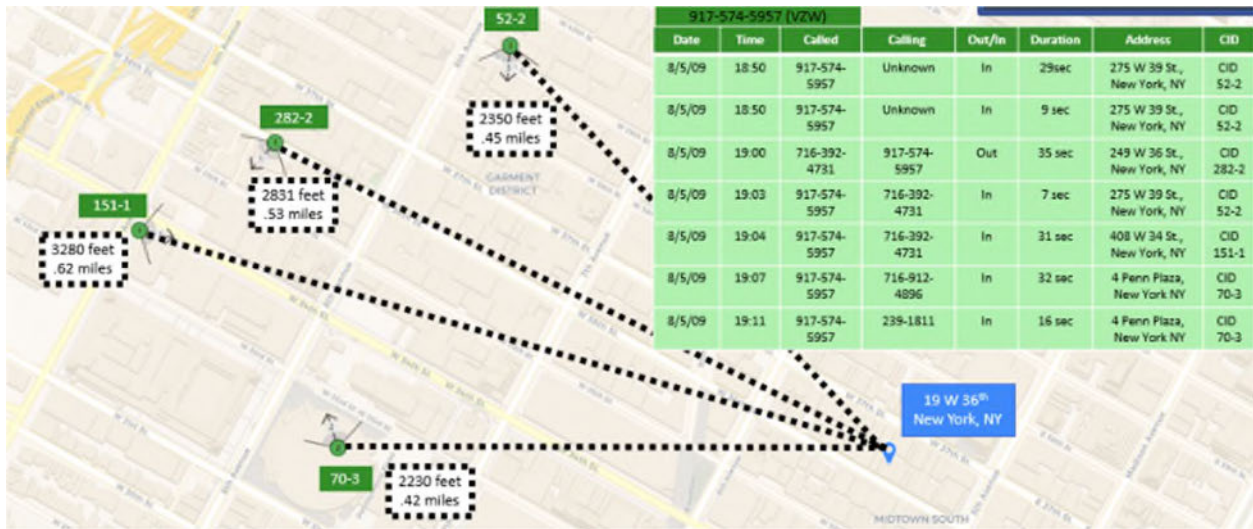 52-2
282-2
151-1
70-3
2350 feet
.45 miles
2831 feet
.53 miles
3280 feet
.62 miles
2230 feet
.42 miles
GARMENT
DISTRICT
MIDTOWN SOUTH
19 W 36th
New York, NY
917-574-5957 (VZW)
Date Time Called Calling Out/In Duration Address CID
8/5/09 18:50 917-574- Unknown In 29sec 275 W 39 St., CID
5957 New York, NY 52-2
8/5/09 18:50 917-574- Unknown In 9 sec 275 W 39 St., CID
5957 New York, NY 52-2
8/5/09 19:00 716-392- 917-574- Out 35 sec 249 W 36 St., CID
4731 5957 New York, NY 282-2
8/5/09 19:03 917-574- 716-392- In 7 sec 275 W 39 St., CID
5957 4731 New York, NY 52-2
8/5/09 19:04 917-574- 716-392- In 31 sec 408 W 34 St., CID
5957 4731 New York, NY 151-1
8/5/09 19:07 917-574- 716-912- In 32 sec 4 Penn Plaza, CID
5957 4896 New York NY 70-3
8/5/09 19:11 917-574- 239-1811 In 16 sec 4 Penn Plaza, CID
5957 New York NY 70-3